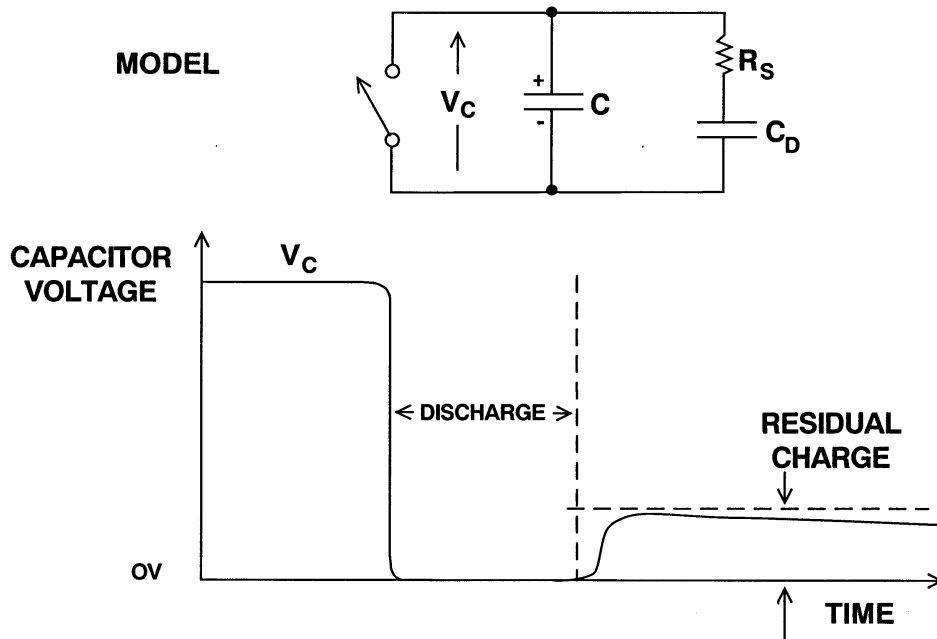 MODEL
V_C
+
-
C
R_S
C_D
CAPACITOR
VOLTAGE
V_C
DISCHARGE
RESIDUAL
CHARGE
OV
TIME